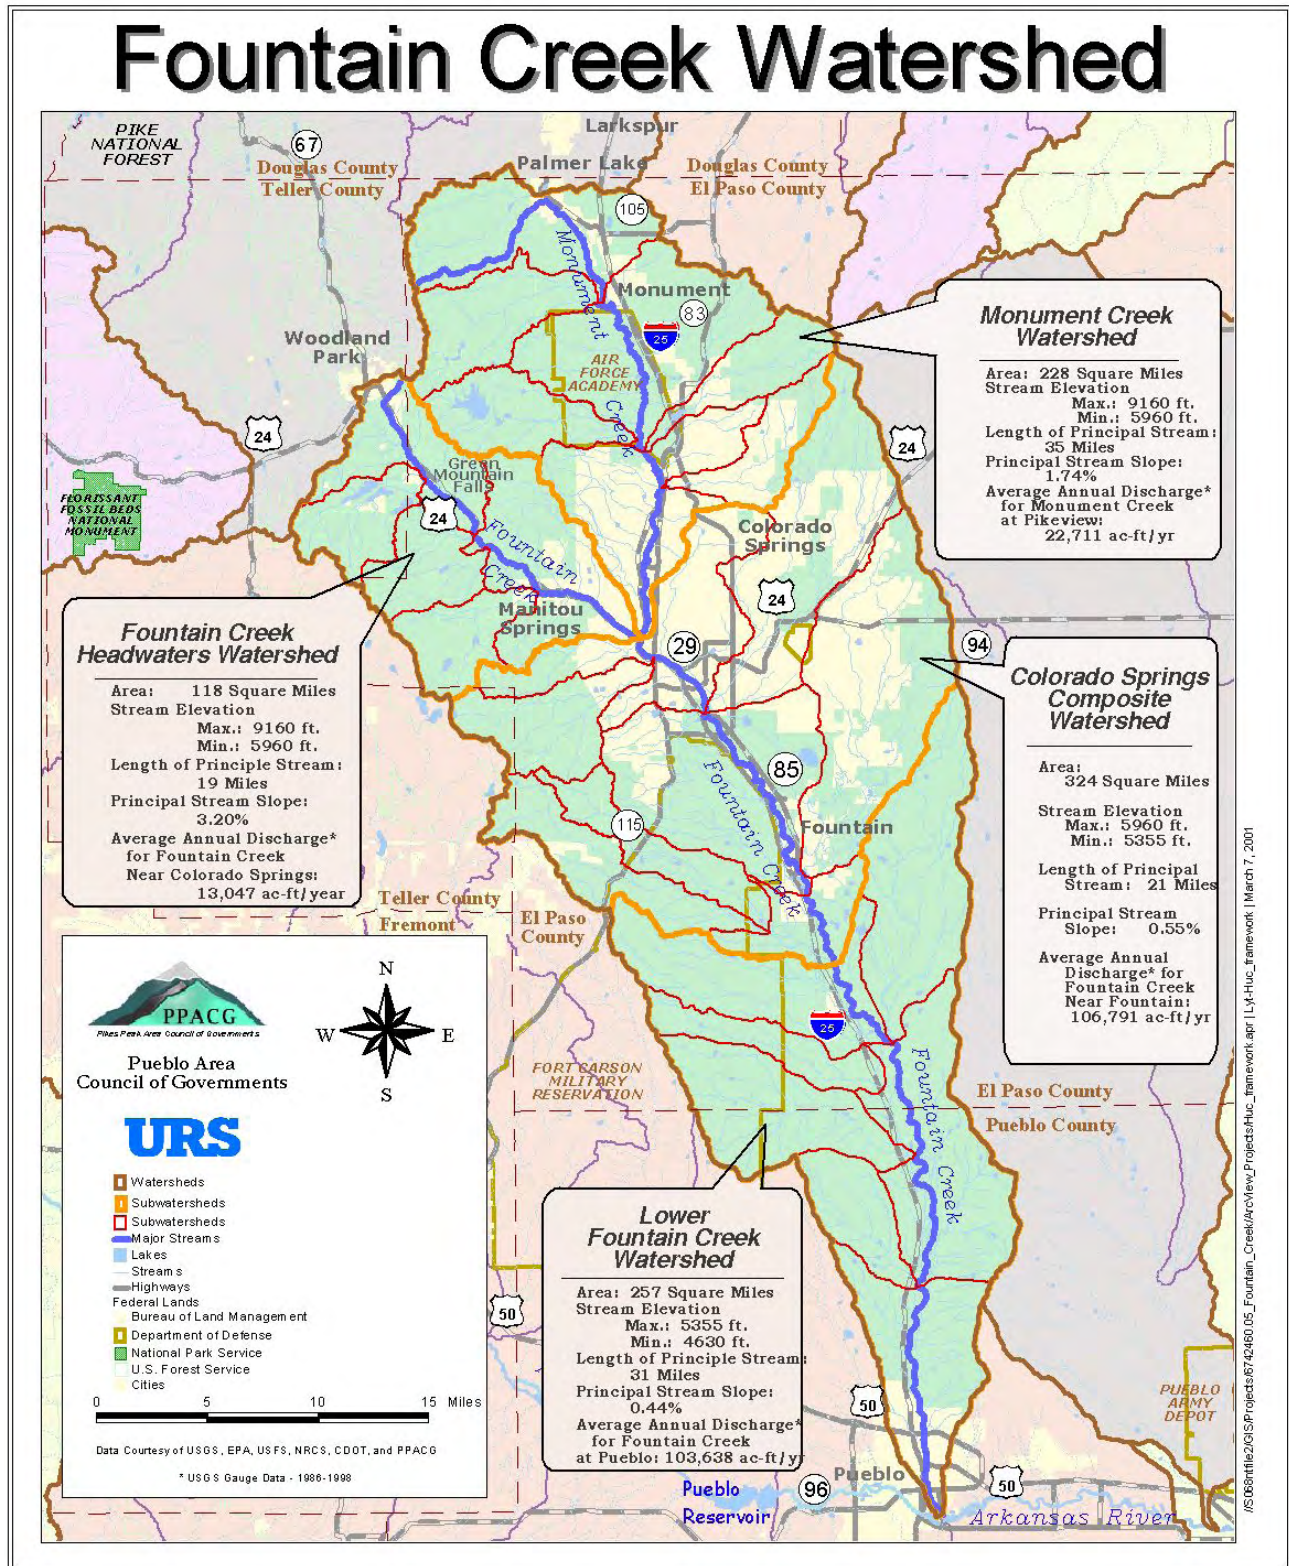 Fountain Creek Watershed
PIKE
NATIONAL
FOREST
67
Douglas County
Teller County
Larkspur
Palmer Lake
Douglas County
El Paso County
105
Monument
Creek
Monument
83
25
Woodland
Park
AIR
FORCE
ACADEMY
24
24
Green
Mountain
Falls
24
FLORISSANT
FOSSIL BEDS
NATIONAL
MONUMENT
Fountain
Creek
Manitou
Springs
Colorado
Springs
24
29
94
85
Fountain Creek
115
Fountain
Monument Creek
Watershed
Area: 228 Square Miles
Stream Elevation
Max.: 9160 ft.
Min.: 5960 ft.
Length of Principal Stream:
35 Miles
Principal Stream Slope:
1.74%
Average Annual Discharge*
for Monument Creek
at Pikeview:
22,711 ac-ft/yr
Fountain Creek
Headwaters Watershed
Area: 118 Square Miles
Stream Elevation
Max.: 9160 ft.
Min.: 5960 ft.
Length of Principle Stream:
19 Miles
Principal Stream Slope:
3.20%
Average Annual Discharge*
for Fountain Creek
Near Colorado Springs:
13,047 ac-ft/year
Colorado Springs
Composite
Watershed
Area:
324 Square Miles
Stream Elevation
Max.: 5960 ft.
Min.: 5355 ft.
Length of Principal
Stream: 21 Miles
Principal Stream
Slope: 0.55%
Average Annual
Discharge* for
Fountain Creek
Near Fountain:
106,791 ac-ft/yr
Teller County
Fremont
El Paso
County
25
FORT CARSON
MILITARY
RESERVATION
Fountain Creek
El Paso County
Pueblo County
Lower
Fountain Creek
Watershed
Area: 257 Square Miles
Stream Elevation
Max.: 5355 ft.
Min.: 4630 ft.
Length of Principle Stream:
31 Miles
Principal Stream Slope:
0.44%
Average Annual Discharge*
for Fountain Creek
at Pueblo: 103,638 ac-ft/yr
50
50
50
96
Pueblo
Pueblo
Reservoir
Arkansas River
PUEBLO
ARMY
DEPOT
PPACG
Pikes Peak Area Council of Governments
Pueblo Area
Council of Governments
URS
N
W
E
S
Watersheds
Subwatersheds
Subwatersheds
Major Streams
Lakes
Streams
Highways
Federal Lands
Bureau of Land Management
Department of Defense
National Park Service
U.S. Forest Service
Cities
0 5 10 15 Miles
Data Courtesy of USGS, EPA, USFS, NRCS, CDOT, and PPACG
* USGS Gauge Data - 1986-1998
//S068ntfile2/GIS/Projects/6742460.05_Fountain_Creek/ArcView_Projects/Huc_framework.apr | Lyt-Huc_framework | March 7, 2001